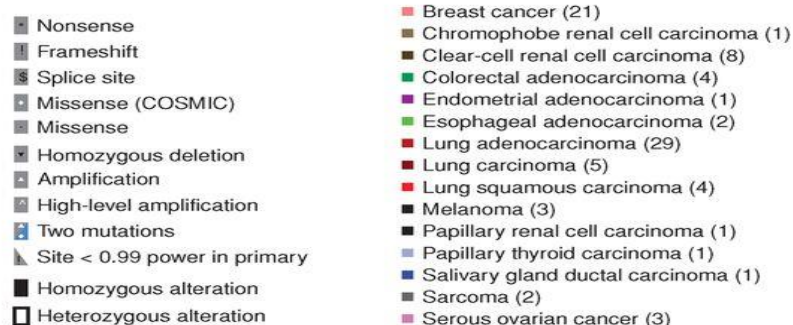 Nonsense
Frameshift
Splice site
Missense (COSMIC)
Missense
Homozygous deletion
Amplification
High-level amplification
Two mutations
Site < 0.99 power in primary
Homozygous alteration
Heterozygous alteration
Breast cancer (21)
Chromophobe renal cell carcinoma (1)
Clear-cell renal cell carcinoma (8)
Colorectal adenocarcinoma (4)
Endometrial adenocarcinoma (1)
Esophageal adenocarcinoma (2)
Lung adenocarcinoma (29)
Lung carcinoma (5)
Lung squamous carcinoma (4)
Melanoma (3)
Papillary renal cell carcinoma (1)
Papillary thyroid carcinoma (1)
Salivary gland ductal carcinoma (1)
Sarcoma (2)
Serous ovarian cancer (3)